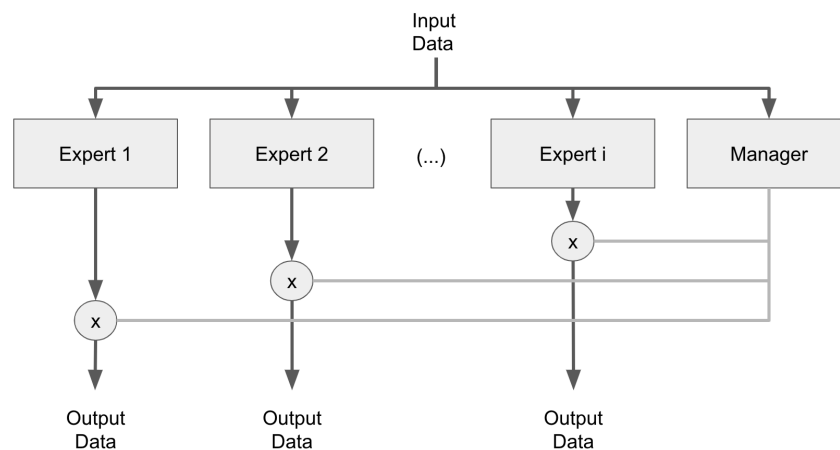 Input
Data
Expert 1
Expert 2
(...)
Expert i
Manager
x
x
x
Output
Data
Output
Data
Output
Data